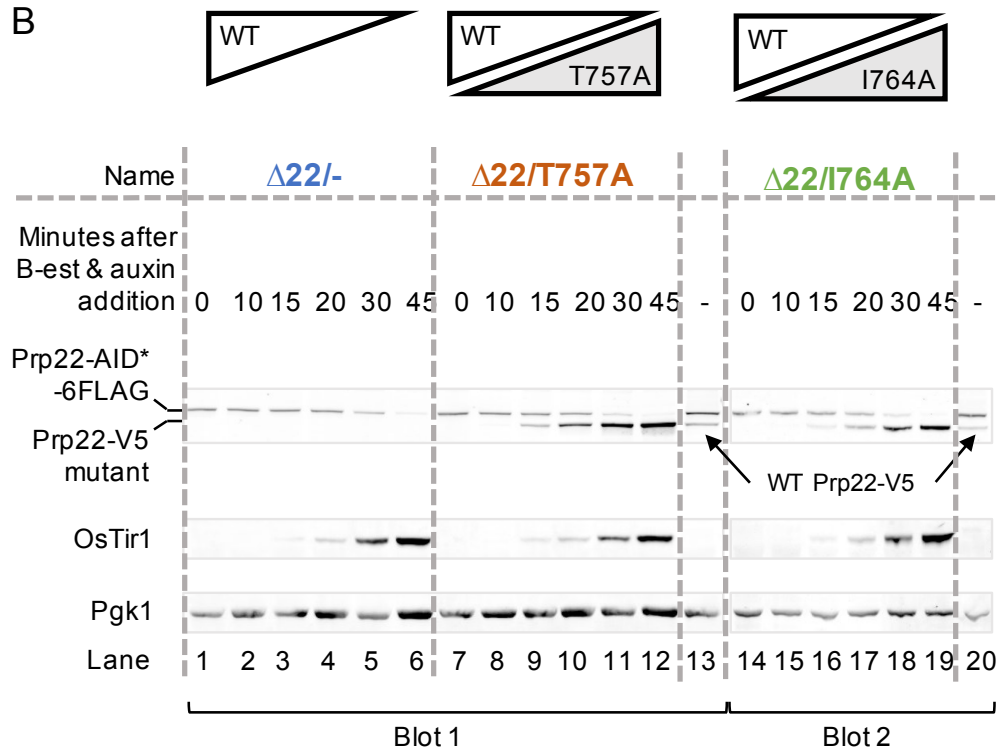 B
WT
WT
T757A
WT
I764A
Name
Δ22/-
Δ22/T757A
Δ22/I764A
Minutes after
B-est & auxin
addition
0 10 15 20 30 45 0 10 15 20 30 45 - 0 10 15 20 30 45 -
Prp22-AID*
-6FLAG
Prp22-V5
mutant
WT Prp22-V5
OsTir1
Pgk1
Lane 1 2 3 4 5 6 7 8 9 10 11 12 13 14 15 16 17 18 19 20
Blot 1 Blot 2